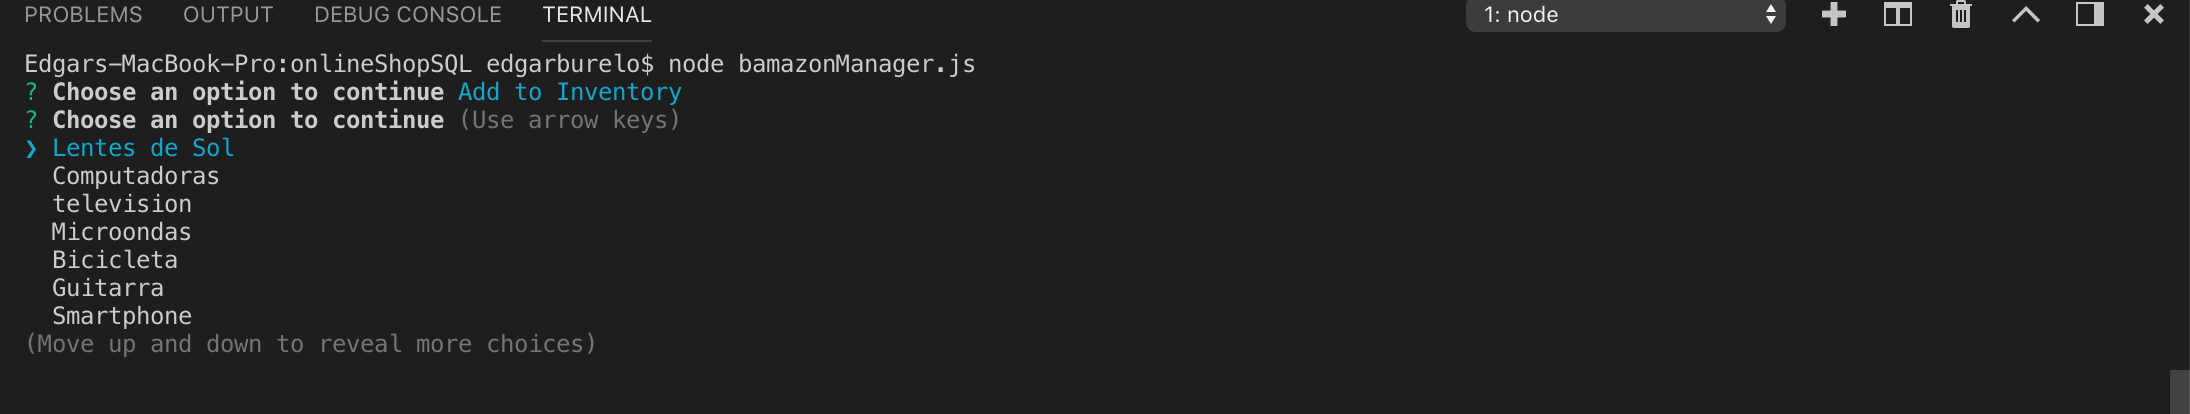 PROBLEMS OUTPUT DEBUG CONSOLE TERMINAL 1: node
Edgars-MacBook-Pro:onlineShopSQL edgarburelo$ node bamazonManager.js
? Choose an option to continue Add to Inventory
? Choose an option to continue (Use arrow keys)
❯ Lentes de Sol
Computadoras
television
Microondas
Bicicleta
Guitarra
Smartphone
(Move up and down to reveal more choices)